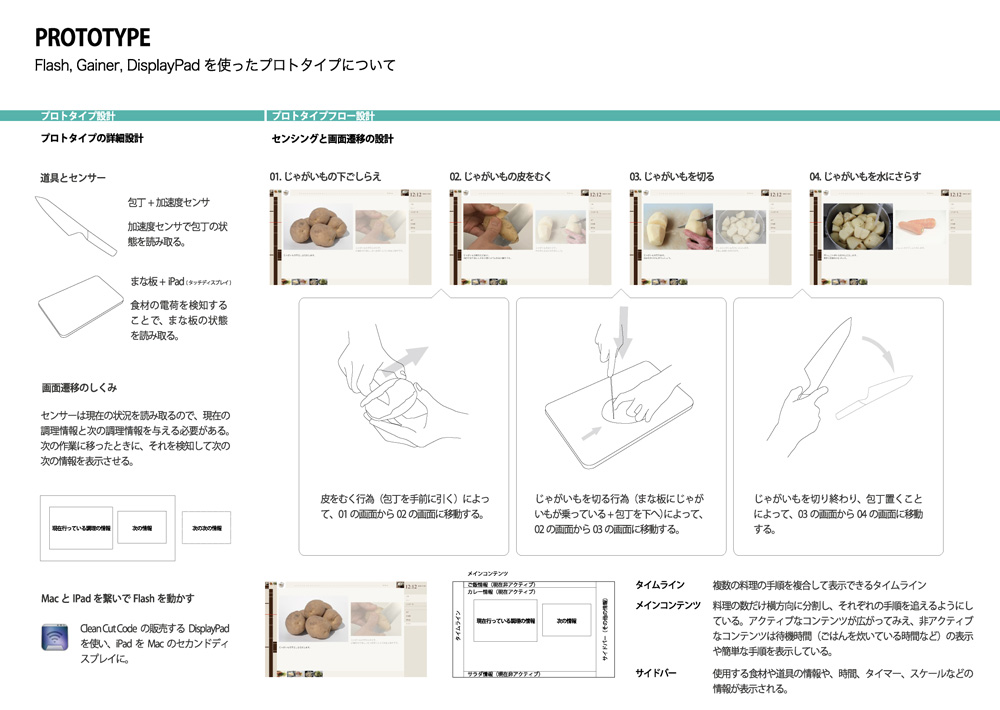 PROTOTYPE
Flash, Gainer, DisplayPad を使ったプロトタイプについて
プロトタイプ設計
プロトタイプの詳細設計
道具とセンサー
包丁 + 加速度センサ
加速度センサで包丁の状
態を読み取る。
まな板 + iPad (タッチディスプレイ)
食材の電荷を検知する
ことで、まな板の状態
を読み取る。
画面遷移のしくみ
センサーは現在の状況を読み取るので、現在の
調理情報と次の調理情報を与える必要がある。
次の作業に移ったときに、それを検知して次の
次の情報を表示させる。
現在行っている調理の情報
次の情報
次の次の情報
Mac と IPad を繋いで Flash を動かす
Clean Cut Code の販売する DisplayPad
を使い、iPad を Mac のセカンドディ
スプレイに。
プロトタイプフロー設計
センシングと画面遷移の設計
01. じゃがいもの下ごしらえ
02. じゃがいもの皮をむく
03. じゃがいもを切る
04. じゃがいもを水にさらす
12:12
12:12
12:12
12:12
皮をむく行為（包丁を手前に引く）によっ
て、01 の画面から 02 の画面に移動する。
じゃがいもを切る行為（まな板にじゃが
いもが乗っている + 包丁を下へ)によって、
02 の画面から 03 の画面に移動する。
じゃがいもを切り終わり、包丁置くこと
によって、03 の画面から 04 の画面に移動
する。
12:12
メインコンテンツ
ご飯情報（現在非アクティブ）
カレー情報（現在アクティブ）
タイムライン
現在行っている調理の情報
次の情報
サイドバー（その他の情報）
サラダ情報（現在非アクティブ）
タイムライン
複数の料理の手順を複合して表示できるタイムライン
メインコンテンツ
料理の数だけ横方向に分割し、それぞれの手順を追えるようにし
ている。アクティブなコンテンツが広がってみえ、非アクティブ
なコンテンツは待機時間（ごはんを炊いている時間など）の表示
や簡単な手順を表示している。
サイドバー
使用する食材や道具の情報や、時間、タイマー、スケールなどの
情報が表示される。